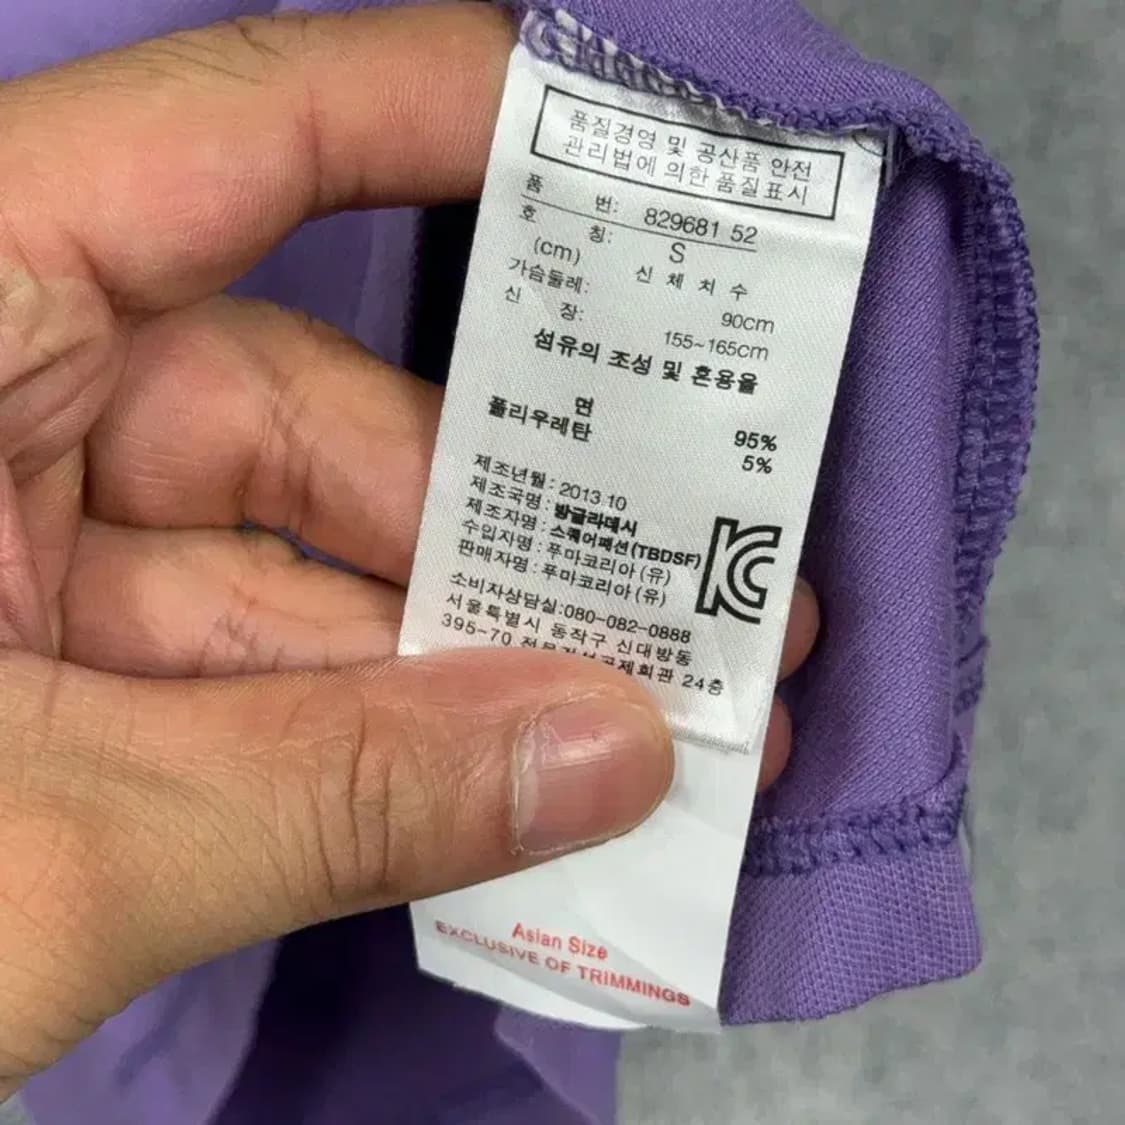 품질경영 및 공산품 안전
관리법에 의한 품질표시
품 번: 829681 52
호 칭: S
(cm) 신 체 치 수
가슴둘레: 90cm
신 장: 155~165cm
섬유의 조성 및 혼용율
면 95%
폴리우레탄 5%
제조년월: 2013.10
제조국명: 방글라데시
제조자명: 스퀘어패션(TBDSF)
수입자명: 푸마코리아 (유)
판매자명: 푸마코리아 (유)
KC
소비자상담실:080-082-0888
서울특별시 동작구 신대방동
395-70 24층
Asian Size
EXCLUSIVE OF TRIMMINGS